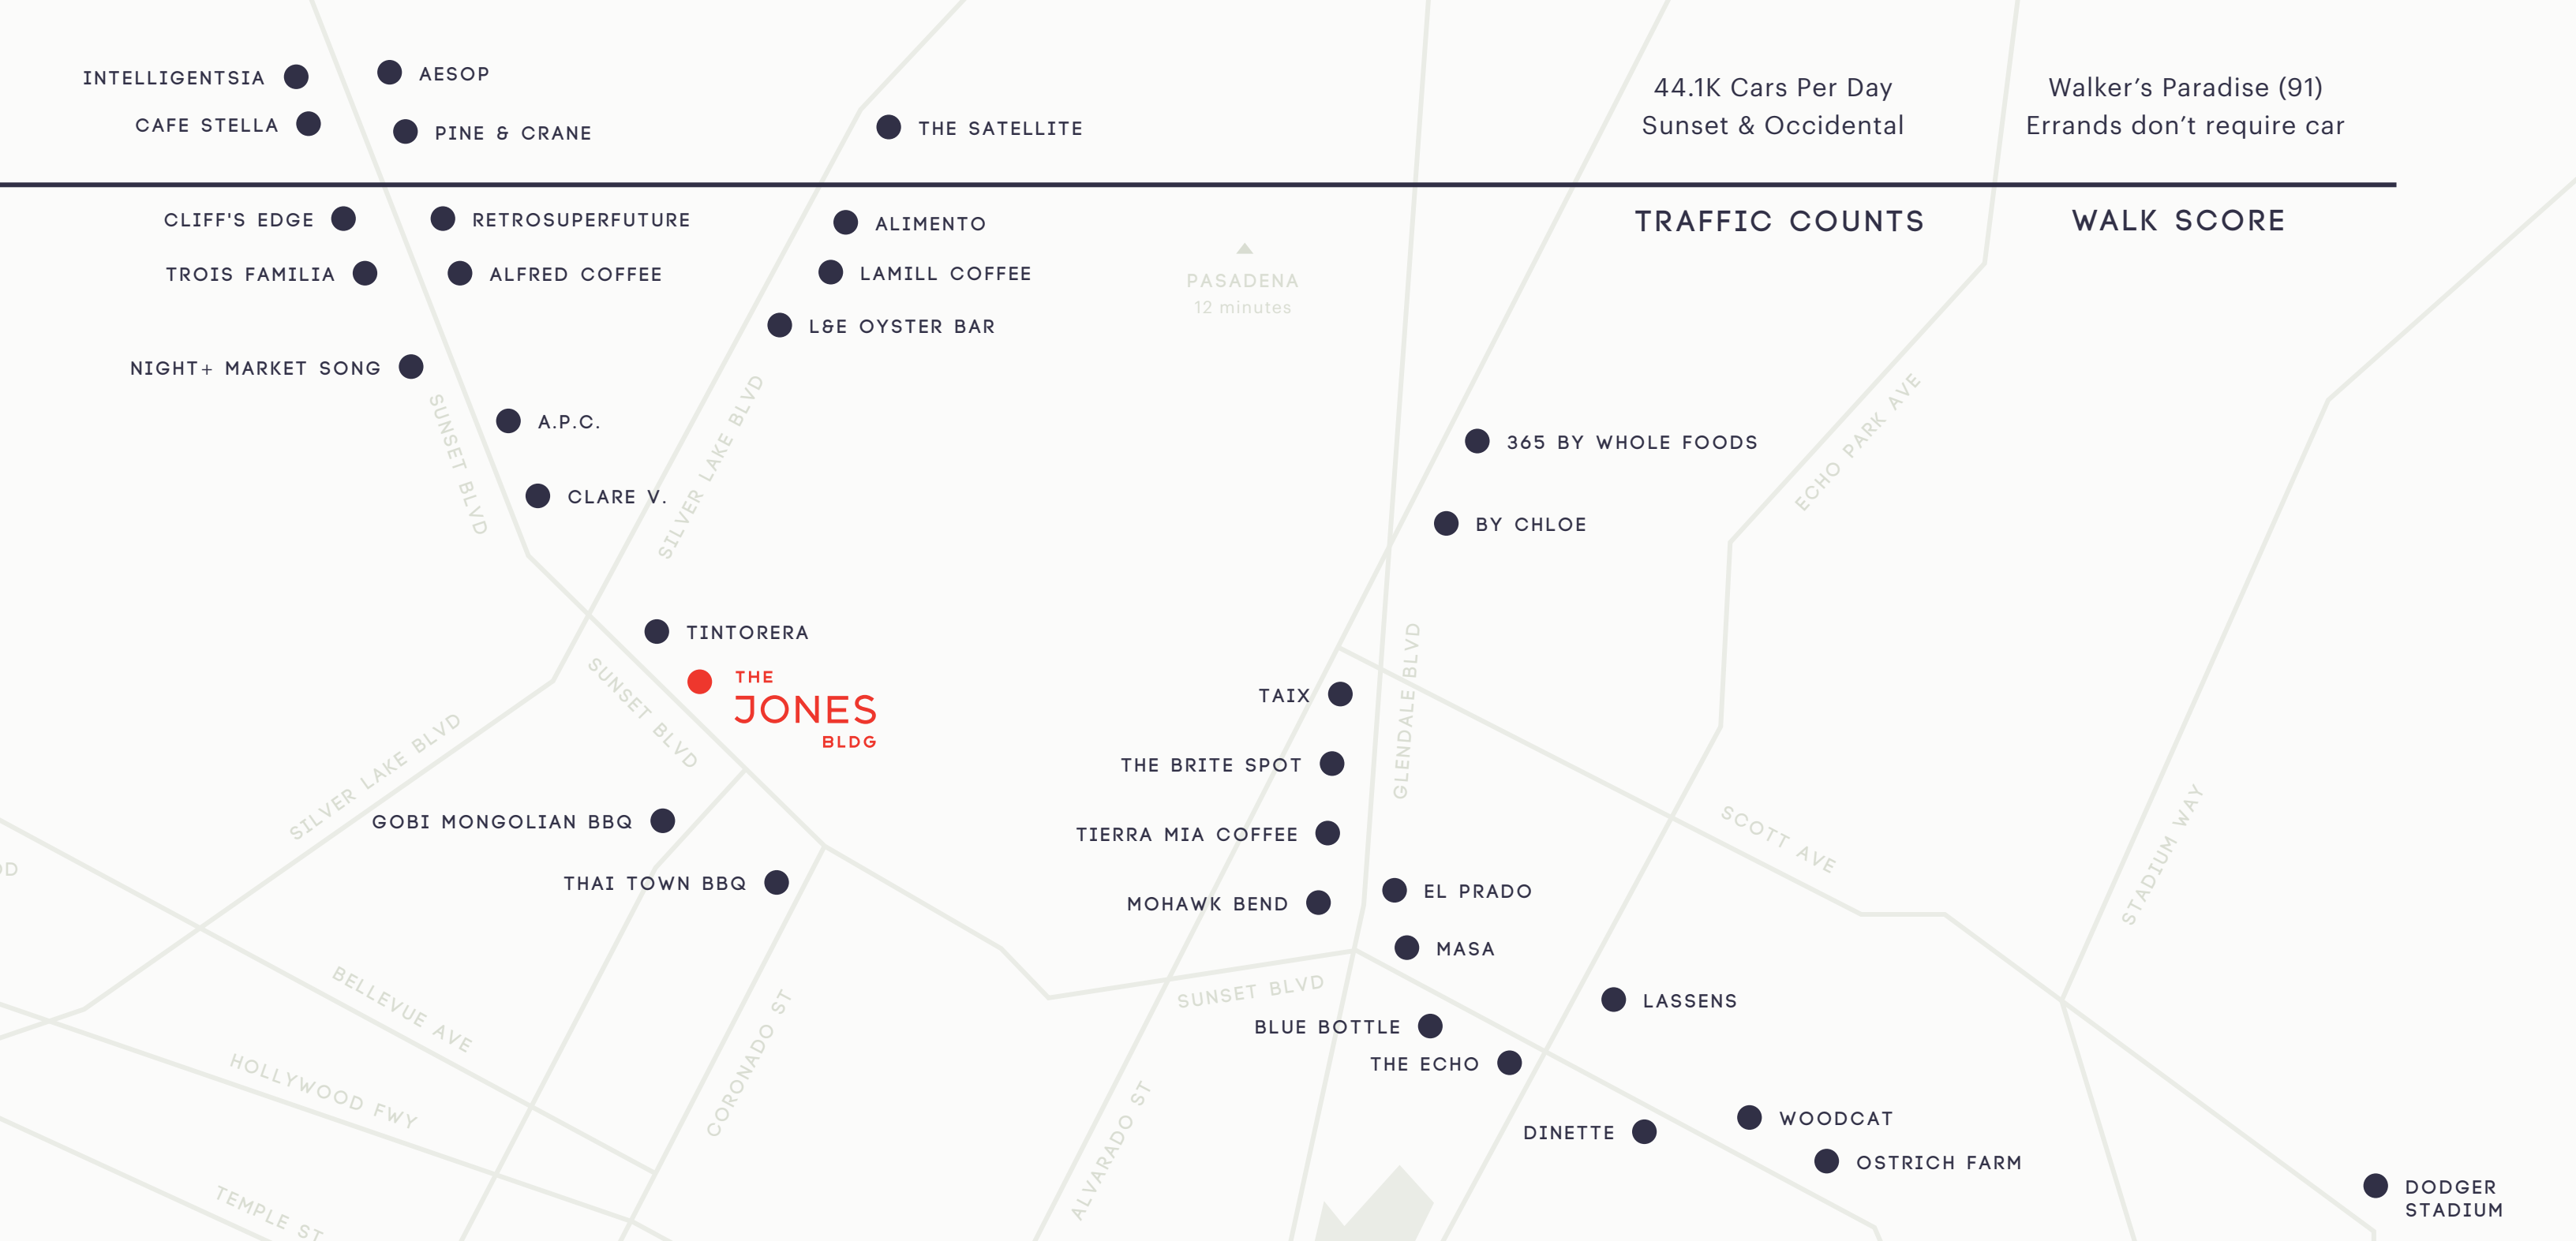 INTELLIGENTSIA
AESOP
CAFE STELLA
PINE & CRANE
THE SATELLITE
44.1K Cars Per Day
Sunset & Occidental
Walker’s Paradise (91)
Errands don’t require car
CLIFF'S EDGE
RETROSUPERFUTURE
ALIMENTO
TRAFFIC COUNTS
WALK SCORE
TROIS FAMILIA
ALFRED COFFEE
LAMILL COFFEE
PASADENA
12 minutes
L&E OYSTER BAR
NIGHT+ MARKET SONG
SUNSET BLVD
A.P.C.
SILVER LAKE BLVD
CLARE V.
365 BY WHOLE FOODS
ECHO PARK AVE
BY CHLOE
TINTORERA
THE
JONES
BLDG
SUNSET BLVD
SILVER LAKE BLVD
TAIX
GLENDALE BLVD
THE BRITE SPOT
GOBI MONGOLIAN BBQ
TIERRA MIA COFFEE
SCOTT AVE
STADIUM WAY
THAI TOWN BBQ
MOHAWK BEND
EL PRADO
MASA
SUNSET BLVD
BELLEVUE AVE
LASSENS
BLUE BOTTLE
THE ECHO
HOLLYWOOD FWY
CORONADO ST
ALVARADO ST
DINETTE
WOODCAT
OSTRICH FARM
TEMPLE ST
DODGER
STADIUM